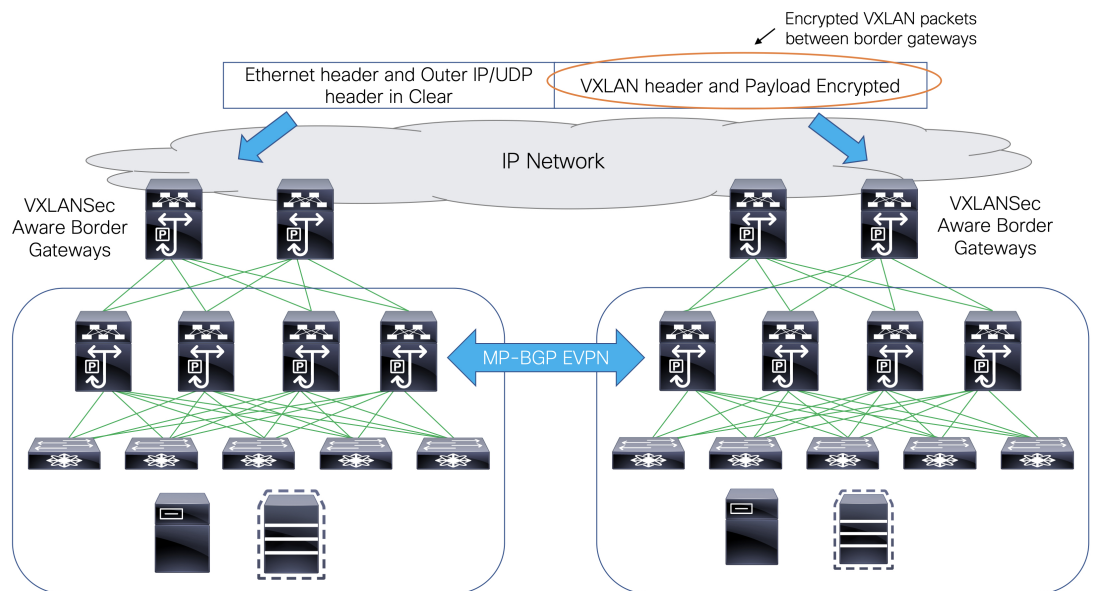 Encrypted VXLAN packets
between border gateways
Ethernet header and Outer IP/UDP
header in Clear
VXLAN header and Payload Encrypted
IP Network
VXLANSec
Aware Border
Gateways
VXLANSec
Aware Border
Gateways
P
P
P
P
P
P
P
P
MP-BGP EVPN
P
P
P
P